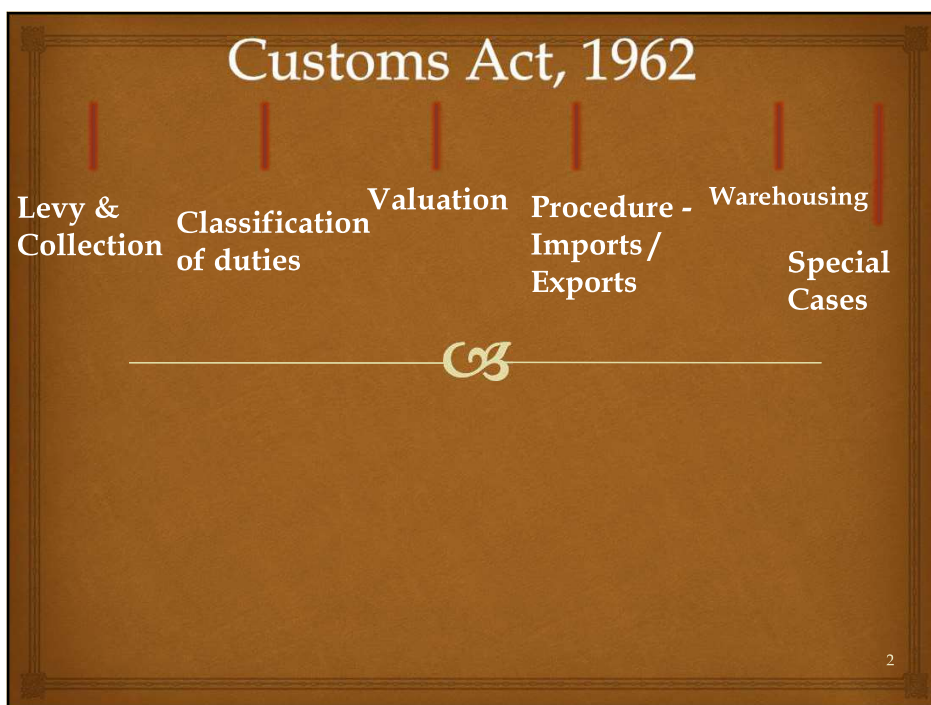 Customs Act, 1962
Levy &
Collection
Classification
of duties
Valuation
Procedure -
Imports/
Exports
Warehousing
Special
Cases
2